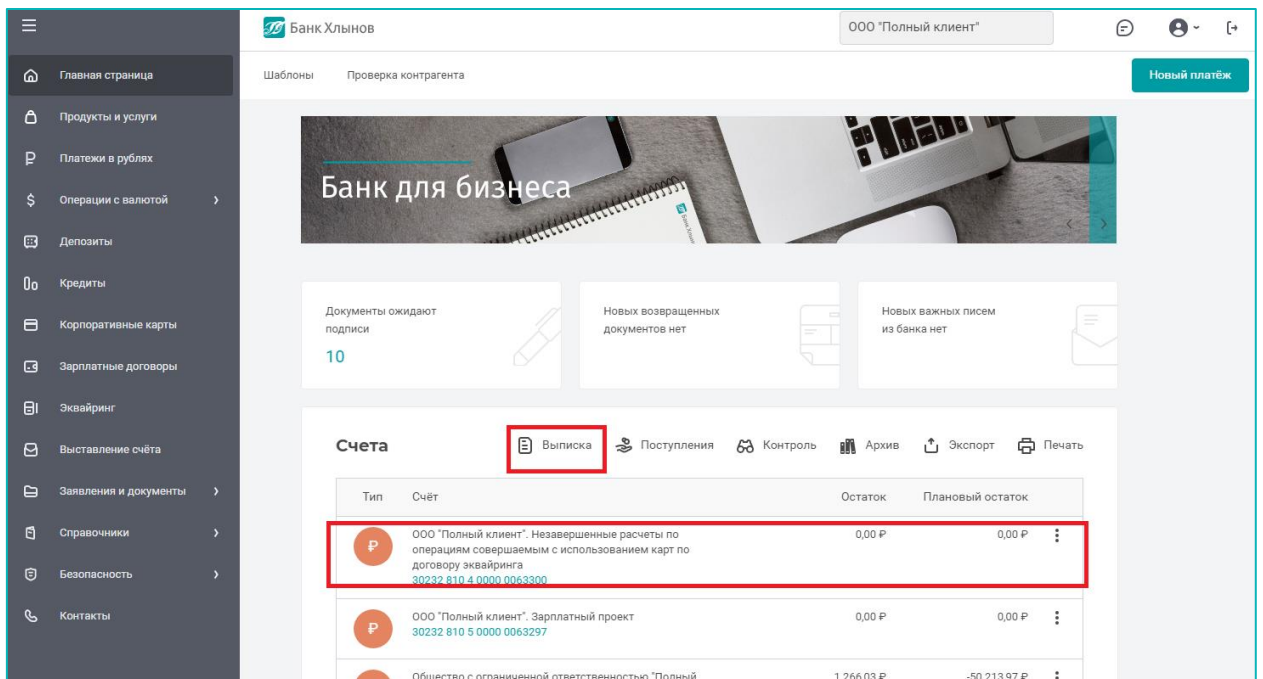 Банк Хлынов
ООО "Полный клиент"
Главная страница
Продукты и услуги
Платежи в рублях
Операции с валютой
Депозиты
Кредиты
Корпоративные карты
Зарплатные договоры
Эквайринг
Выставление счёта
Заявления и документы
Справочники
Безопасность
Контакты
Шаблоны Проверка контрагента Новый платёж
Банк для бизнеса
Банк Хлынов
Документы ожидают
подписи
10
Новых возвращенных
документов нет
Новых важных писем
из банка нет
Счета Выписка Поступления Контроль Архив Экспорт Печать
Тип Счёт Остаток Плановый остаток
ООО "Полный клиент". Незавершенные расчеты по 0,00 ₽ 0,00 ₽
операциям совершаемым с использованием карт по
договору эквайринга
30232 810 4 0000 0063300
ООО "Полный клиент". Зарплатный проект 0,00 ₽ 0,00 ₽
30232 810 5 0000 0063297
Общество с ограниченной ответственностью "Полный 1 266,03 ₽ -50 213,97 ₽